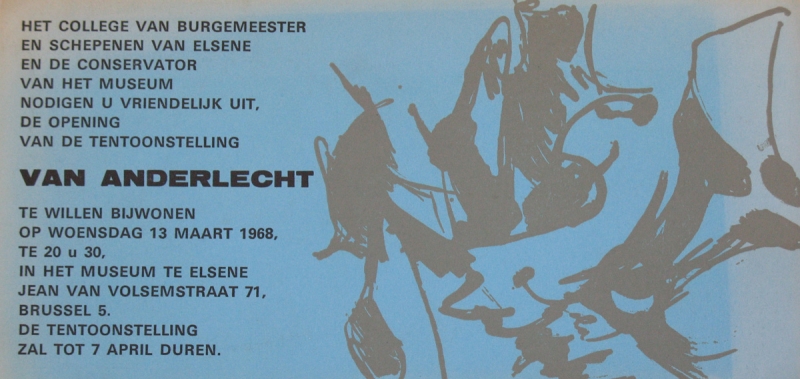 HET COLLEGE VAN BURGEMEESTER
EN SCHEPENEN VAN ELSENE
EN DE CONSERVATOR
VAN HET MUSEUM
NODIGEN U VRIENDELIJK UIT,
DE OPENING
VAN DE TENTOONSTELLING
VAN ANDERLECHT
TE WILLEN BIJWONEN
OP WOENSDAG 13 MAART 1968,
TE 20 u 30,
IN HET MUSEUM TE ELSENE
JEAN VAN VOLSEMSTRAAT 71,
BRUSSEL 5.
DE TENTOONSTELLING
ZAL TOT 7 APRIL DUREN.